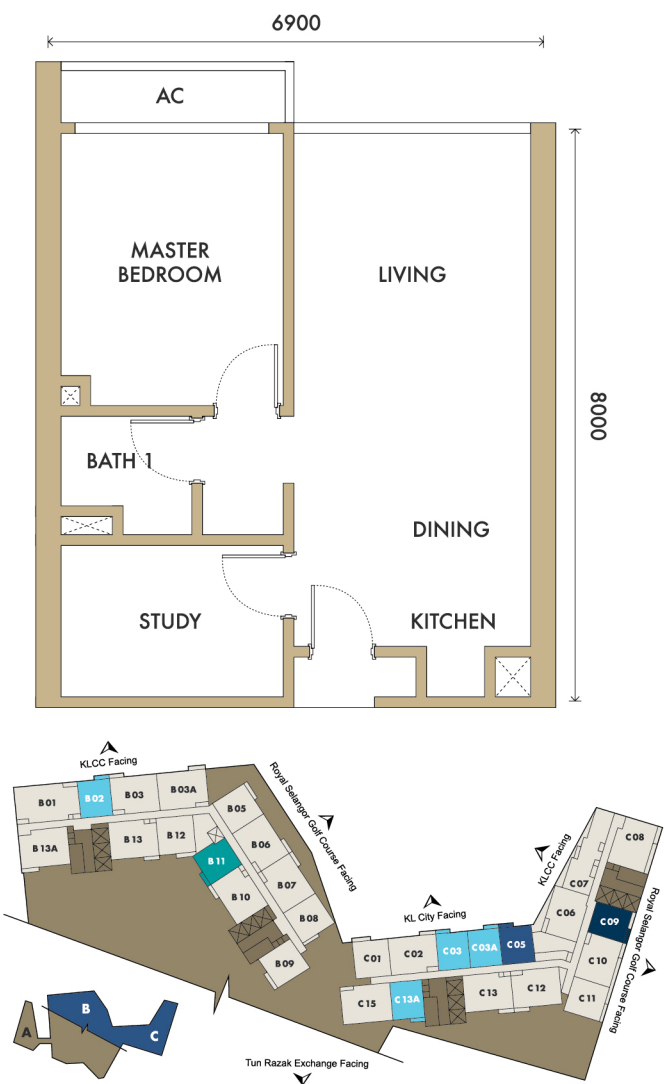 6900
AC
MASTER
BEDROOM
LIVING
8000
BATH 1
DINING
STUDY
KITCHEN
KLCC Facing
Royal Selangor Golf Course Facing
B 01
B 02
B 03
B 03A
B 05
B 06
B 07
B 08
B 09
B 10
B 11
B 12
B 13
B 13A
KL City Facing
KLCC Facing
Royal Selangor Golf Course Facing
C 01
C 02
C 03
C 03A
C 05
C 06
C 07
C 08
C 09
C 10
C 11
C 12
C 13
C 13A
C 15
A
B
C
Tun Razak Exchange Facing